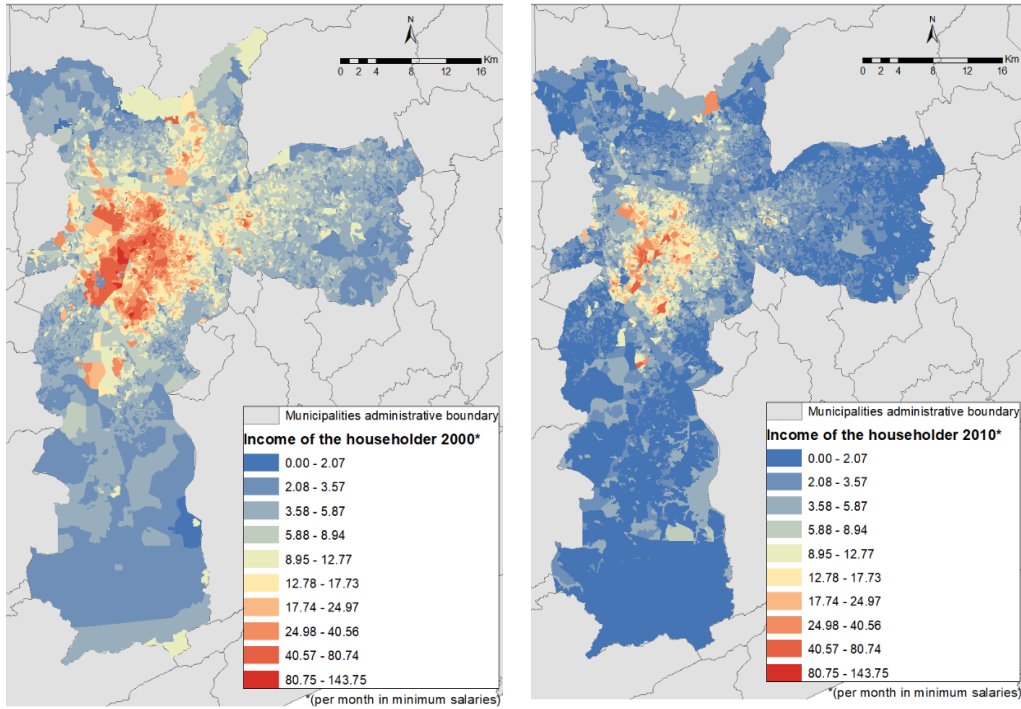 N
Km
0 2 4 8 12 16
Municipalities administrative boundary
Income of the householder 2000*
0.00 - 2.07
2.08 - 3.57
3.58 - 5.87
5.88 - 8.94
8.95 - 12.77
12.78 - 17.73
17.74 - 24.97
24.98 - 40.56
40.57 - 80.74
80.75 - 143.75
*(per month in minimum salaries)
N
Km
0 2 4 8 12 16
Municipalities administrative boundary
Income of the householder 2010*
0.00 - 2.07
2.08 - 3.57
3.58 - 5.87
5.88 - 8.94
8.95 - 12.77
12.78 - 17.73
17.74 - 24.97
24.98 - 40.56
40.57 - 80.74
80.75 - 143.75
*(per month in minimum salaries)